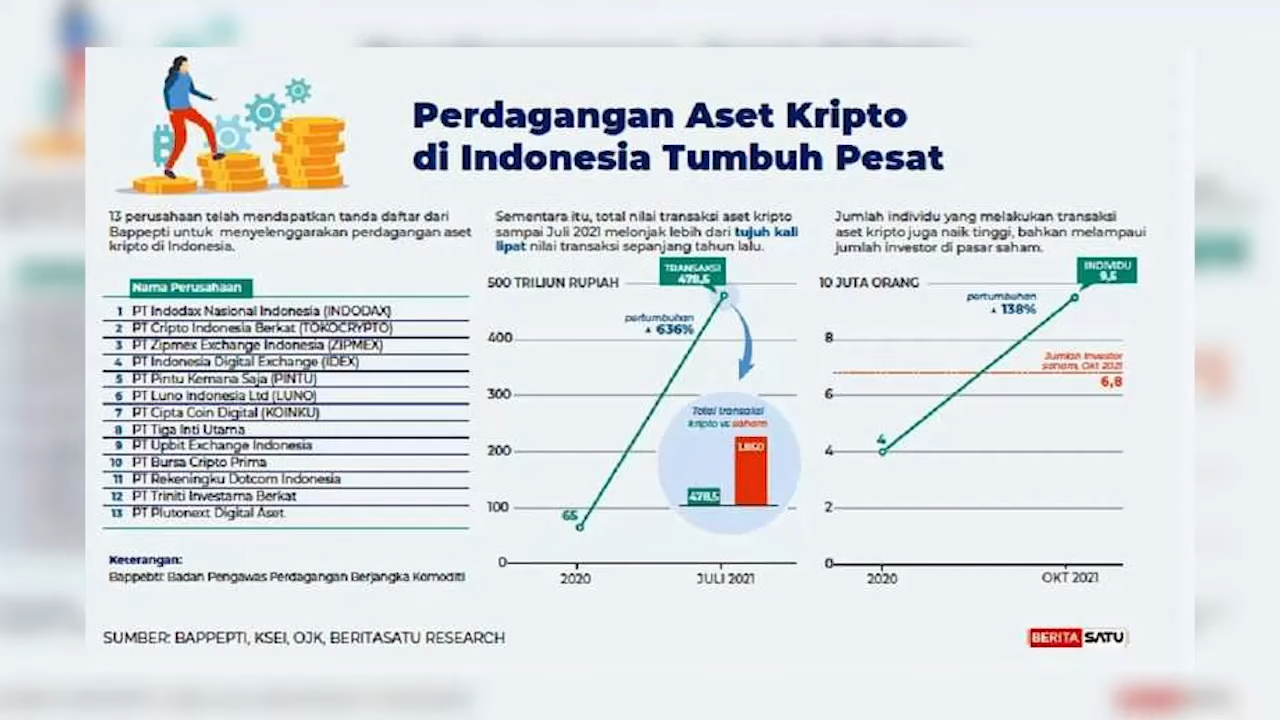 Perdagangan Aset Kripto
di Indonesia Tumbuh Pesat
13 perusahaan telah mendapatkan tanda daftar dari
Bappepti untuk menyelenggarakan perdagangan aset
kripto di Indonesia.
Nama Perusahaan
1 PT Indodax Nasional Indonesia (INDODAX)
2 PT Cripto Indonesia Berkat (TOKOCRYPTO)
3 PT Zipmex Exchange Indonesia (ZIPMEX)
4 PT Indonesia Digital Exchange (IDEX)
5 PT Pintu Kemana Saja (PINTU)
6 PT Luno Indonesia Ltd (LUNO)
7 PT Cipta Coin Digital (KOINKU)
8 PT Tiga Inti Utama
9 PT Upbit Exchange Indonesia
10 PT Bursa Cripto Prima
11 PT Rekeningku Dotcom Indonesia
12 PT Triniti Investama Berkat
13 PT Plutonext Digital Aset
Keterangan:
Bappebti: Badan Pengawas Perdagangan Berjangka Komoditi
Sementara itu, total nilai transaksi aset kripto
sampai Juli 2021 melonjak lebih dari tujuh kali
lipat nilai transaksi sepanjang tahun lalu.
500 TRILIUN RUPIAH
TRANSAKSI
478,5
pertumbuhan
▲ 636%
400
300
200
100
0
65
Total transaksi
kripto vs saham
478,5
1.850
2020
JULI 2021
Jumlah individu yang melakukan transaksi
aset kripto juga naik tinggi, bahkan melampaui
jumlah investor di pasar saham.
10 JUTA ORANG
INDIVIDU
9,5
pertumbuhan
▲ 138%
8
Jumlah investor
saham, Okt 2021
6,8
6
4
4
2
0
2020
OKT 2021
SUMBER: BAPPEPTI, KSEI, OJK, BERITASATU RESEARCH
BERITA SATU